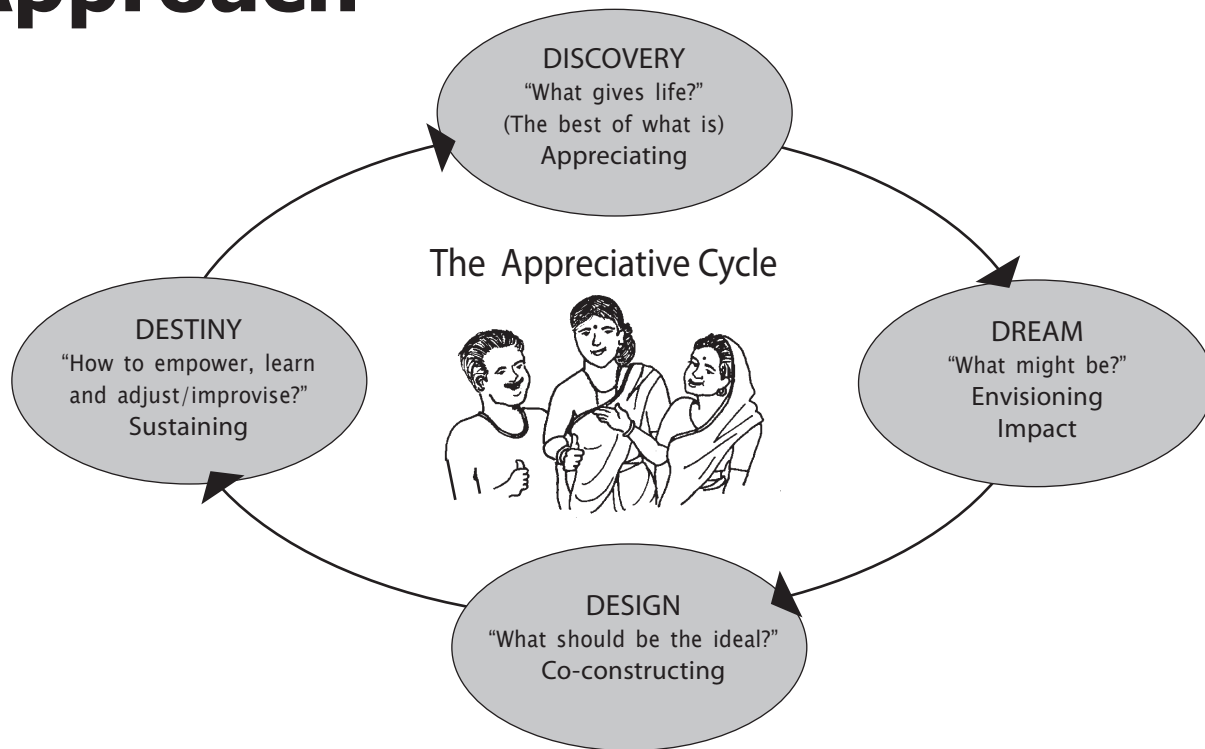 Approach
DISCOVERY
“What gives life?”
(The best of what is)
Appreciating
The Appreciative Cycle
DESTINY
“How to empower, learn
and adjust/improvise?”
Sustaining
DREAM
“What might be?”
Envisioning
Impact
DESIGN
“What should be the ideal?”
Co-constructing